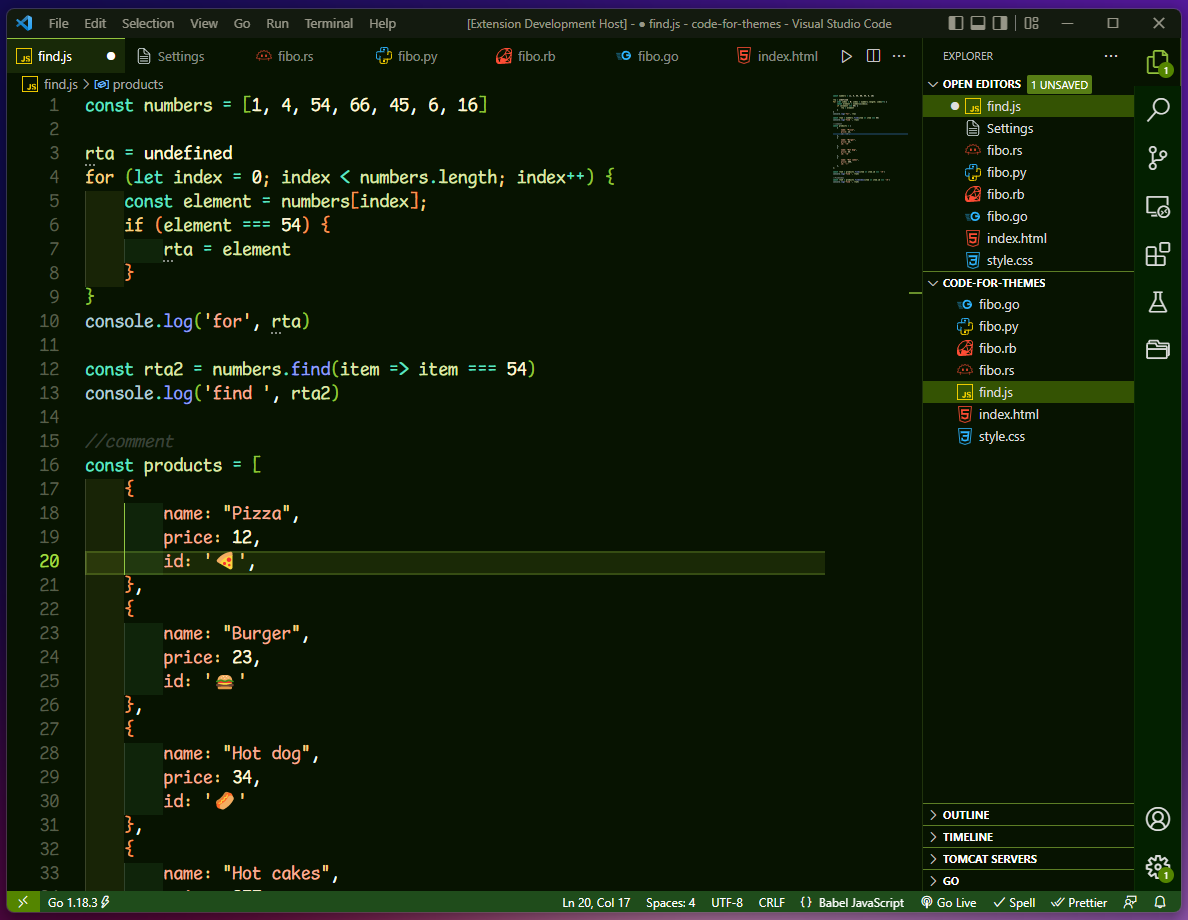 File Edit Selection View Go Run Terminal Help [Extension Development Host] - ● find.js - code-for-themes - Visual Studio Code
JS find.js ● Settings fibo.rs fibo.py fibo.rb fibo.go index.html ···
JS find.js > products
1 const numbers = [1, 4, 54, 66, 45, 6, 16]
2
3 rta = undefined
4 for (let index = 0; index < numbers.length; index++) {
5 const element = numbers[index];
6 if (element === 54) {
7 rta = element
8 }
9 }
10 console.log('for', rta)
11
12 const rta2 = numbers.find(item => item === 54)
13 console.log('find ', rta2)
14
15 //comment
16 const products = [
17 {
18 name: "Pizza",
19 price: 12,
20 id: '🍕',
21 },
22 {
23 name: "Burger",
24 price: 23,
25 id: '🍔'
26 },
27 {
28 name: "Hot dog",
29 price: 34,
30 id: '🌭'
31 },
32 {
33 name: "Hot cakes",
EXPLORER ···
OPEN EDITORS 1 UNSAVED
● JS find.js
Settings
fibo.rs
fibo.py
fibo.rb
fibo.go
index.html
style.css
CODE-FOR-THEMES
fibo.go
fibo.py
fibo.rb
fibo.rs
JS find.js
index.html
style.css
OUTLINE
TIMELINE
TOMCAT SERVERS
GO
1
1
Go 1.18.3 Ln 20, Col 17 Spaces: 4 UTF-8 CRLF {} Babel JavaScript Go Live Spell Prettier